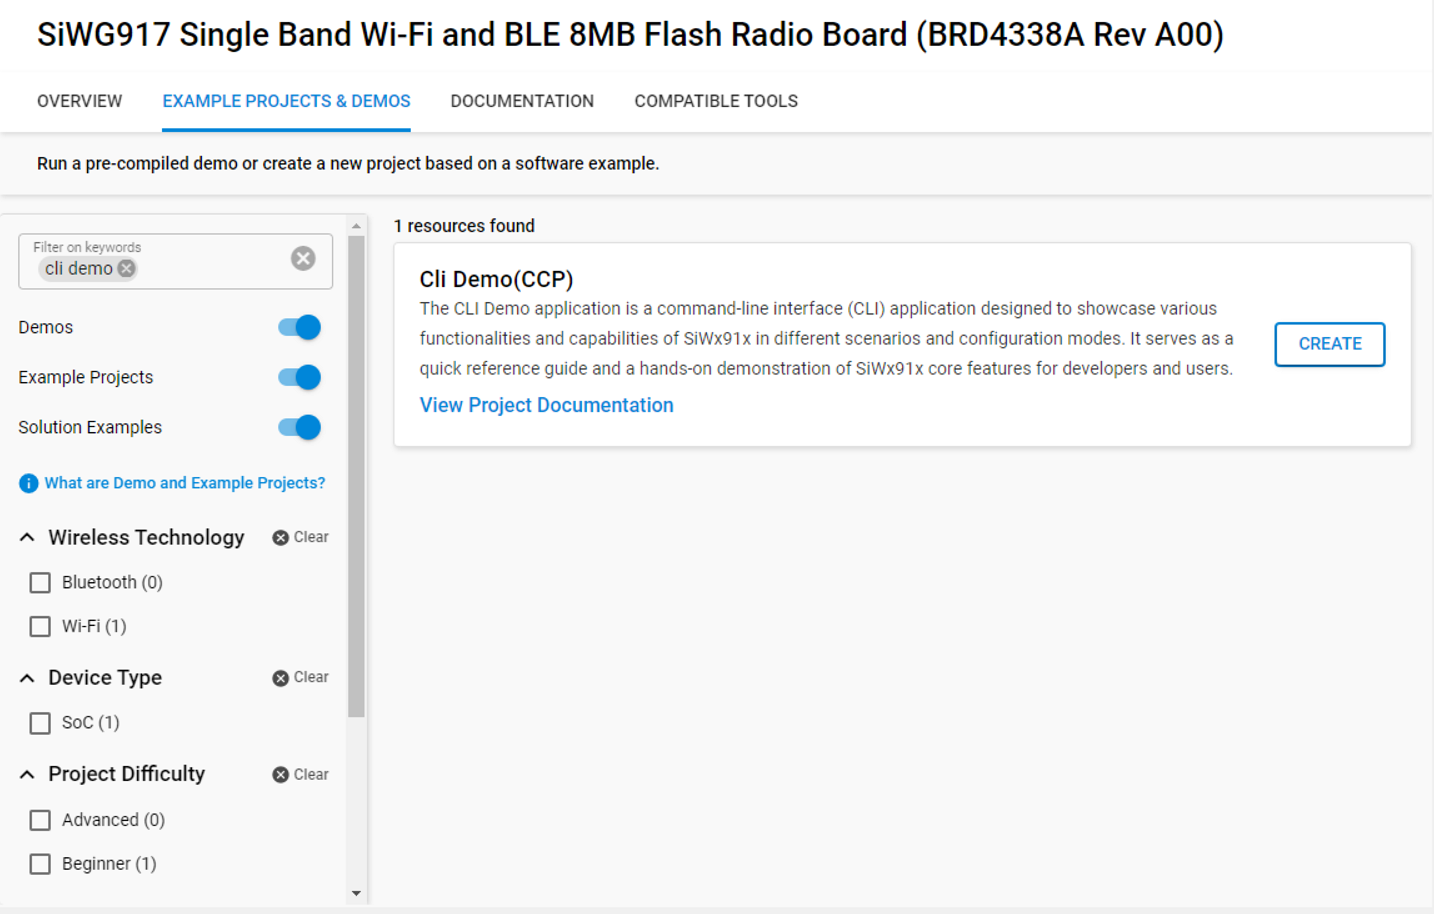 SiWG917 Single Band Wi-Fi and BLE 8MB Flash Radio Board (BRD4338A Rev A00)
OVERVIEW
EXAMPLE PROJECTS & DEMOS
DOCUMENTATION
COMPATIBLE TOOLS
Run a pre-compiled demo or create a new project based on a software example.
Filter on keywords
cli demo
Demos
Example Projects
Solution Examples
What are Demo and Example Projects?
Wireless Technology
Clear
Bluetooth (0)
Wi-Fi (1)
Device Type
Clear
SoC (1)
Project Difficulty
Clear
Advanced (0)
Beginner (1)
1 resources found
Cli Demo(CCP)
The CLI Demo application is a command-line interface (CLI) application designed to showcase various
functionalities and capabilities of SiWx91x in different scenarios and configuration modes. It serves as a
quick reference guide and a hands-on demonstration of SiWx91x core features for developers and users.
View Project Documentation
CREATE